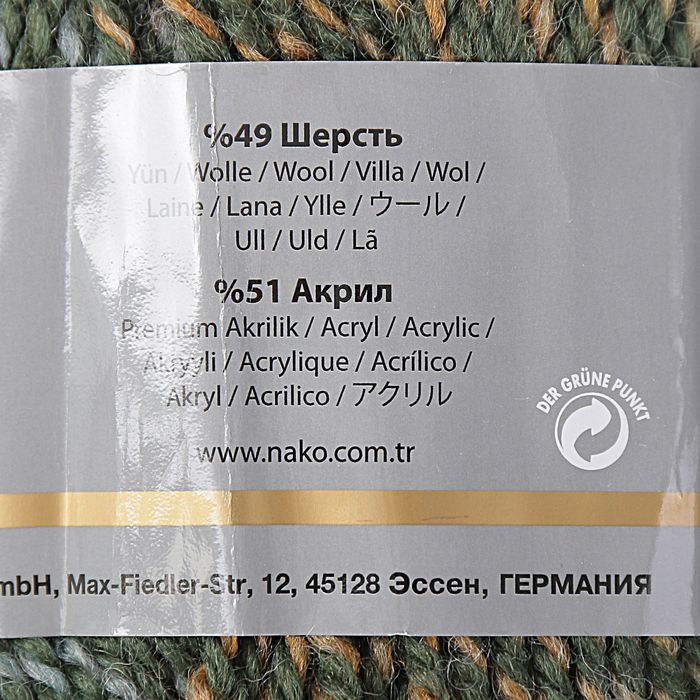 %49 Шерсть
Yün / Wolle / Wool / Villa / Wol /
Laine / Lana / Ylle / ウール /
Ull / Uld / Lã
%51 Акрил
Premium Akrilik / Acryl / Acrylic /
Akryyli / Acrylique / Acrílico /
Akryl / Acrilico / アクリル
DER GRÜNE PUNKT
www.nako.com.tr
mbH, Max-Fiedler-Str, 12, 45128 Эссен, ГЕРМАНИЯ